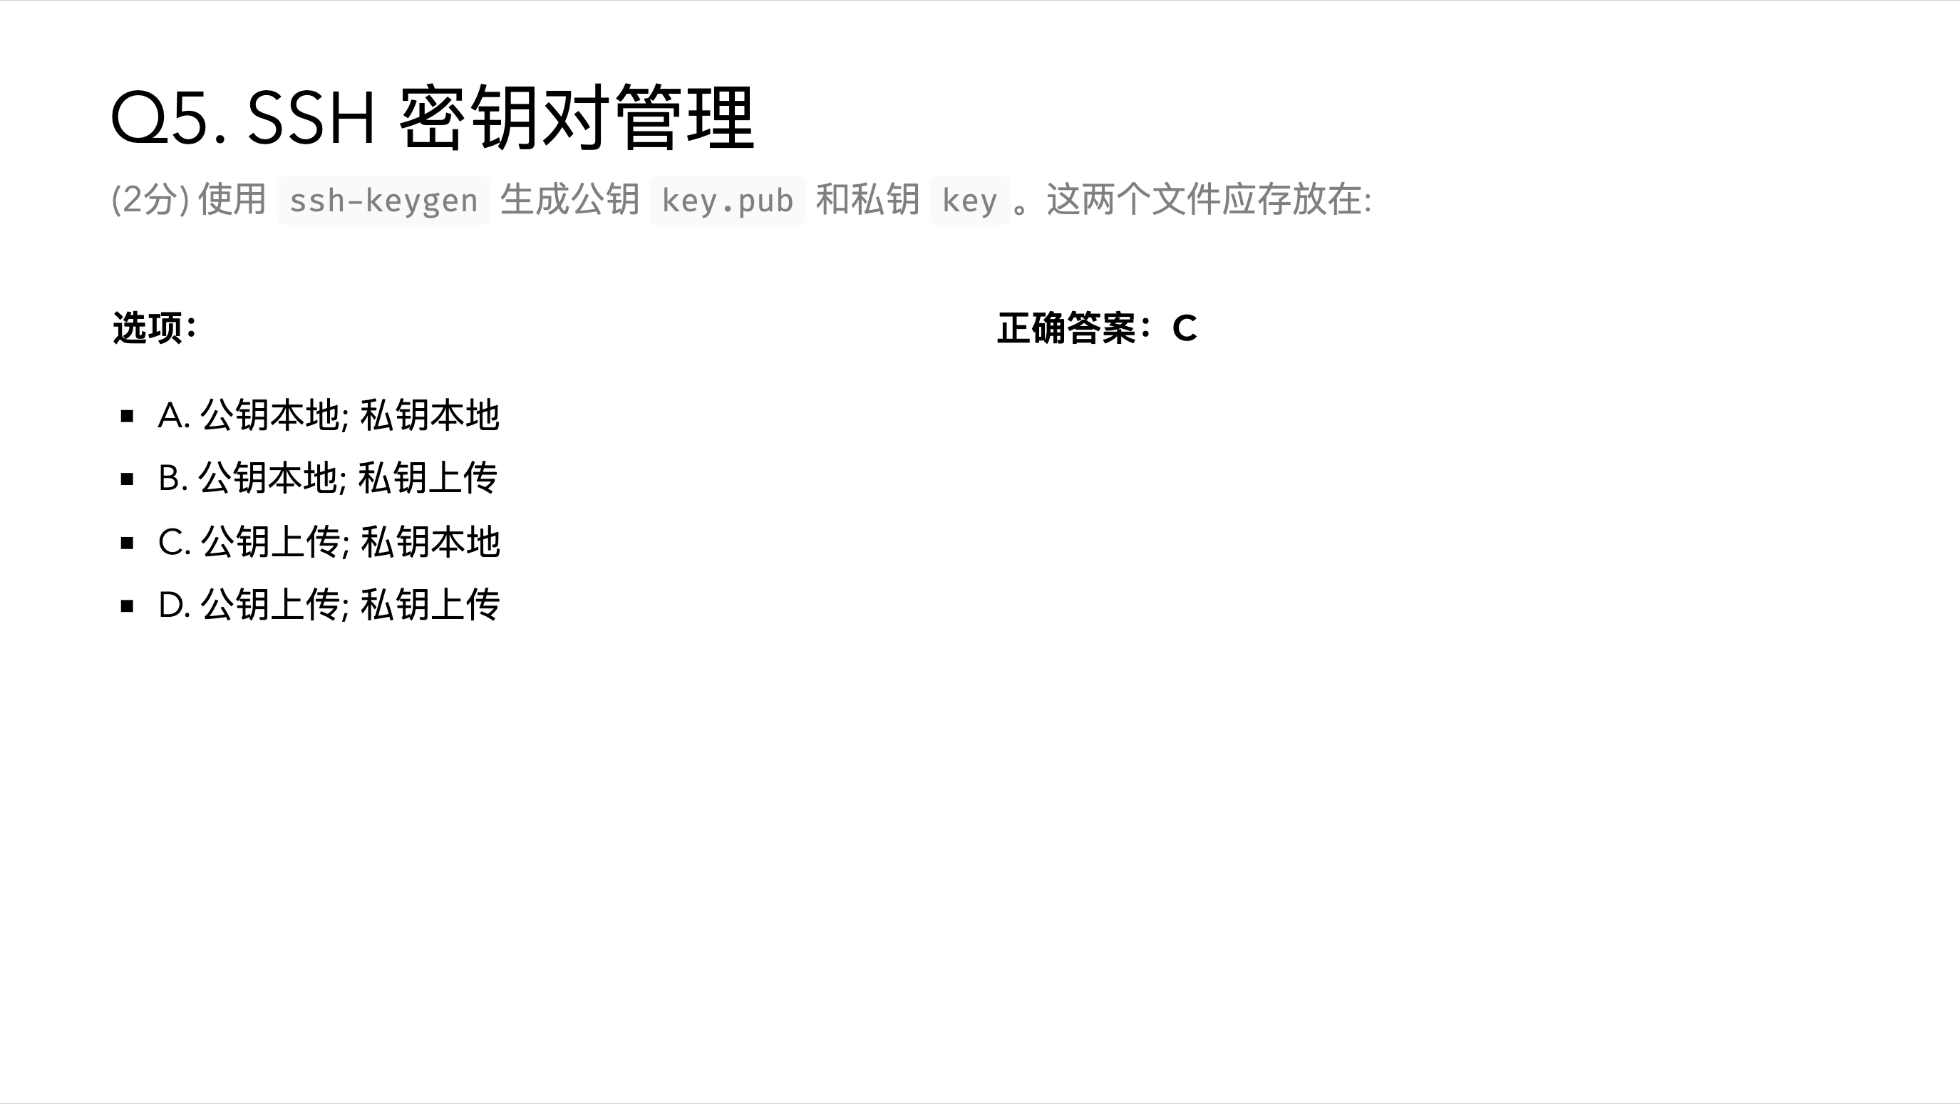 Q5. SSH 密钥对管理
(2分) 使用 ssh-keygen 生成公钥 key.pub 和私钥 key 。这两个文件应存放在:
选项：
▪ A. 公钥本地; 私钥本地
▪ B. 公钥本地; 私钥上传
▪ C. 公钥上传; 私钥本地
▪ D. 公钥上传; 私钥上传
正确答案：C